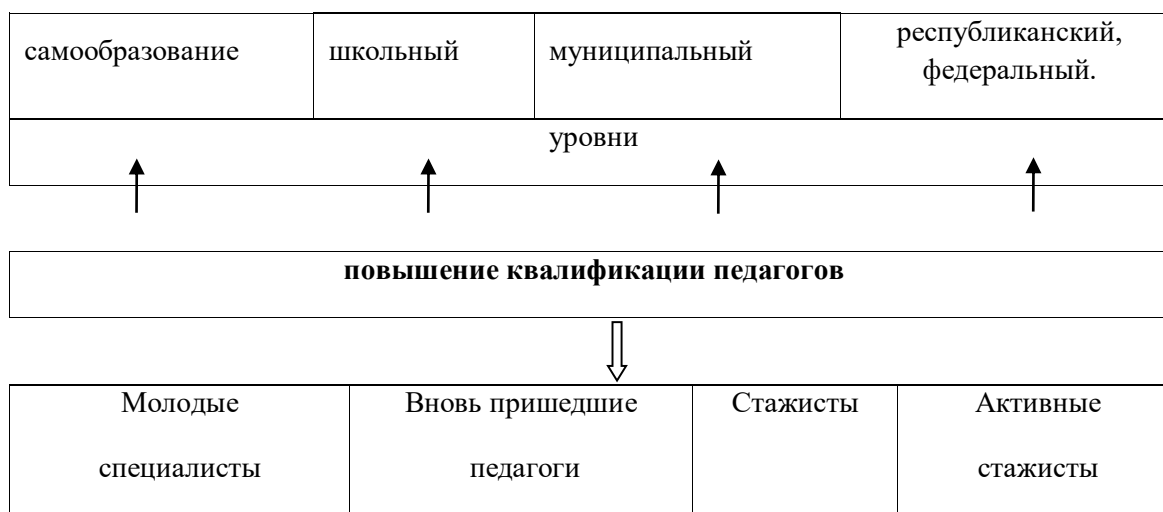 самообразование
школьный
муниципальный
республиканский,
федеральный.
уровни
повышение квалификации педагогов
Молодые
специалисты
Вновь пришедшие
педагоги
Стажисты
Активные
стажисты